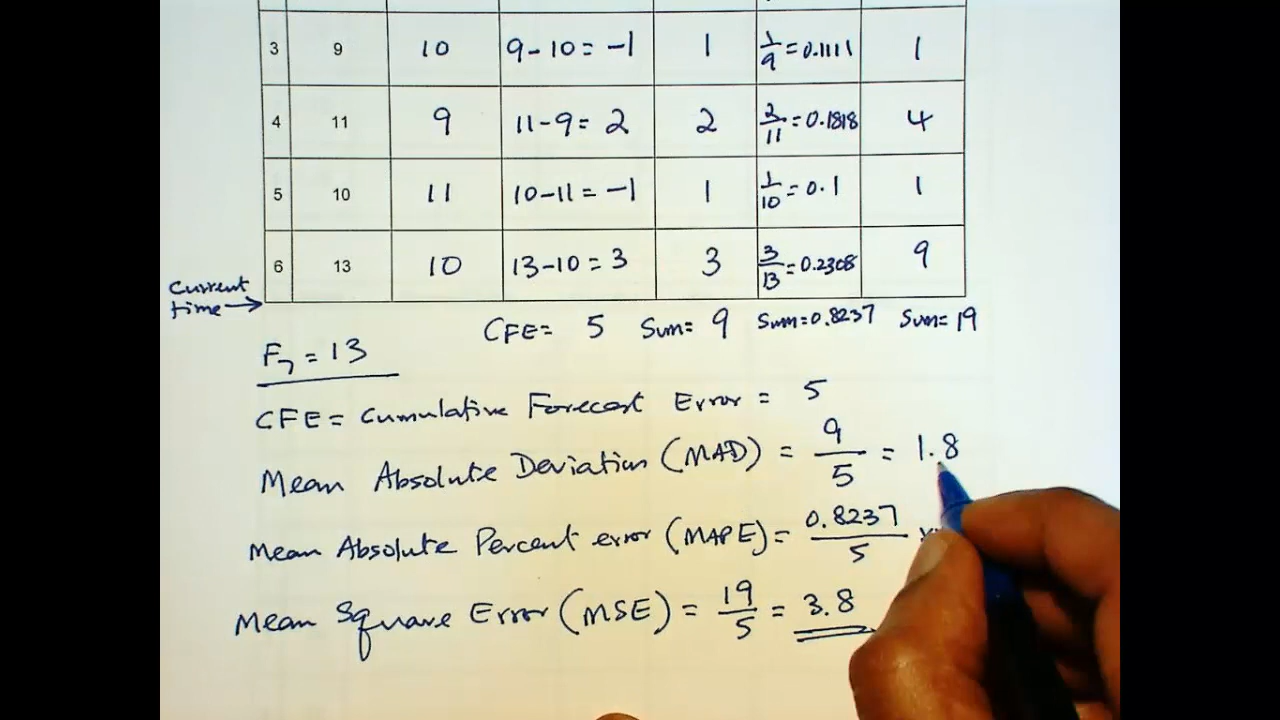 3 9 10 9-10= -1 1 1/9=0.1111 1
4 11 9 11-9= 2 2 2/11=0.1818 4
5 10 11 10-11= -1 1 1/10=0.1 1
6 13 10 13-10=3 3 3/13=0.2308 9
Current
time→
CFE= 5 Sum= 9 Sum=0.8237 Sum=19
F7 = 13
CFE= Cumulative Forecast Error = 5
Mean Absolute Deviation (MAD) = 9/5 = 1.8
Mean Absolute Percent error (MAPE)= 0.8237/5
Mean Square Error (MSE) = 19/5 = 3.8